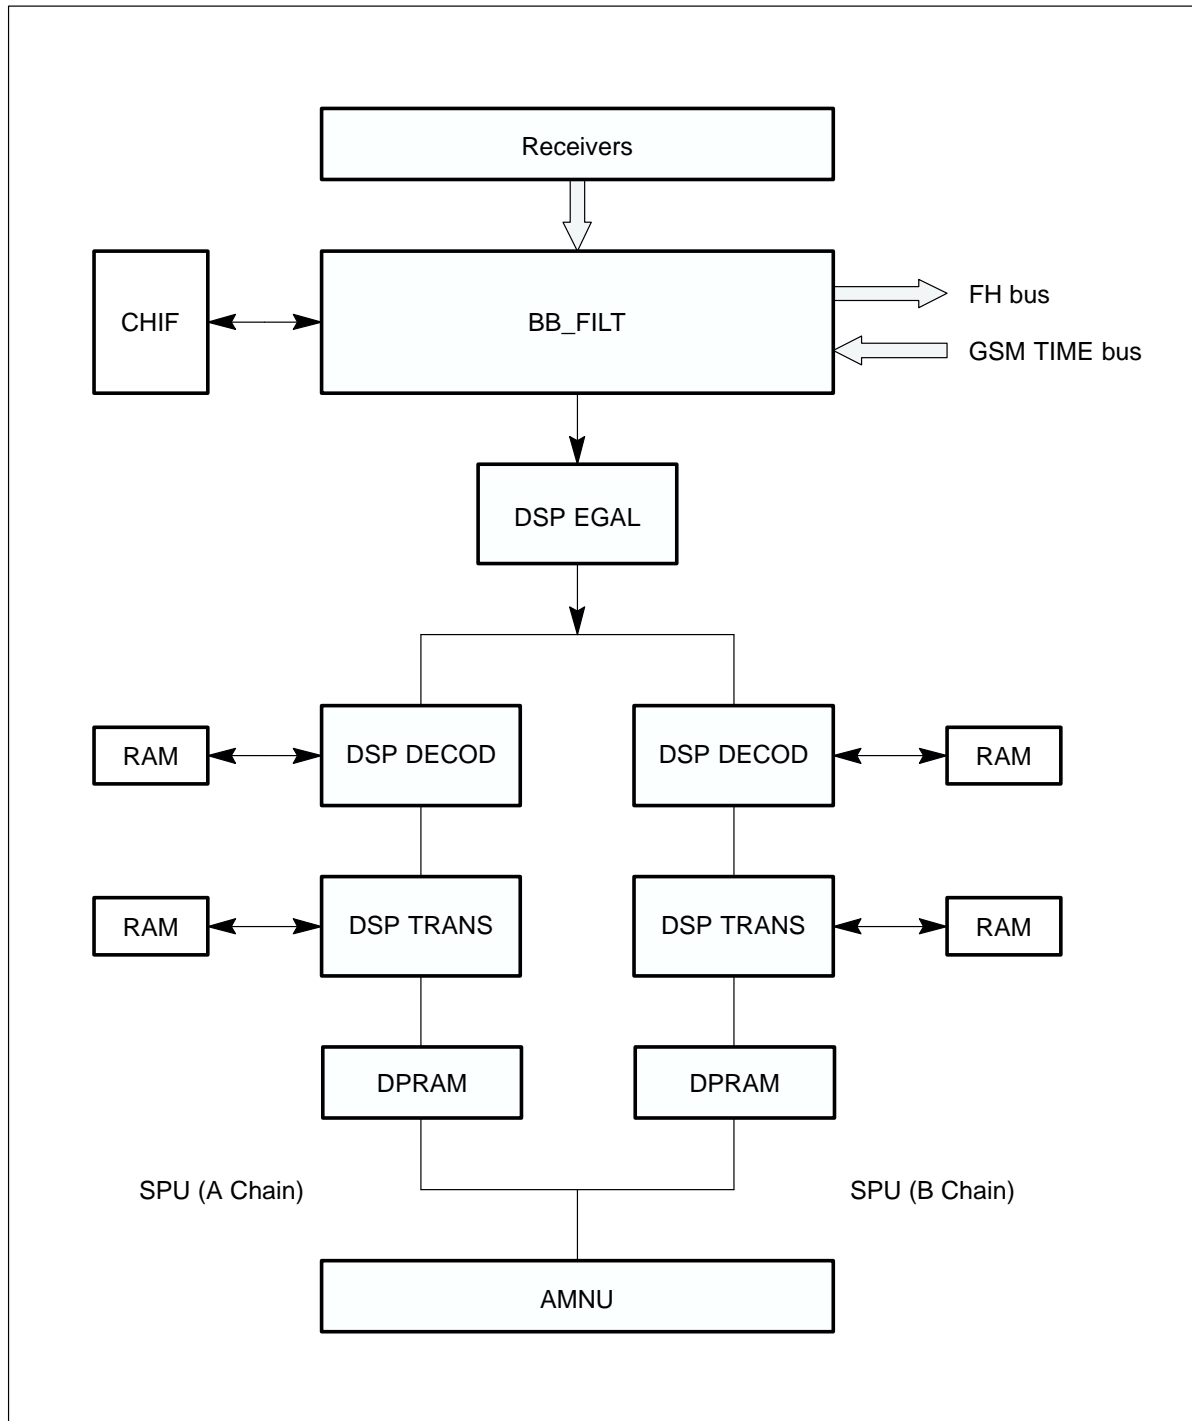 Receivers
CHIF
BB_FILT
FH bus
GSM TIME bus
DSP EGAL
RAM
DSP DECOD
DSP DECOD
RAM
RAM
DSP TRANS
DSP TRANS
RAM
DPRAM
DPRAM
SPU (A Chain)
SPU (B Chain)
AMNU